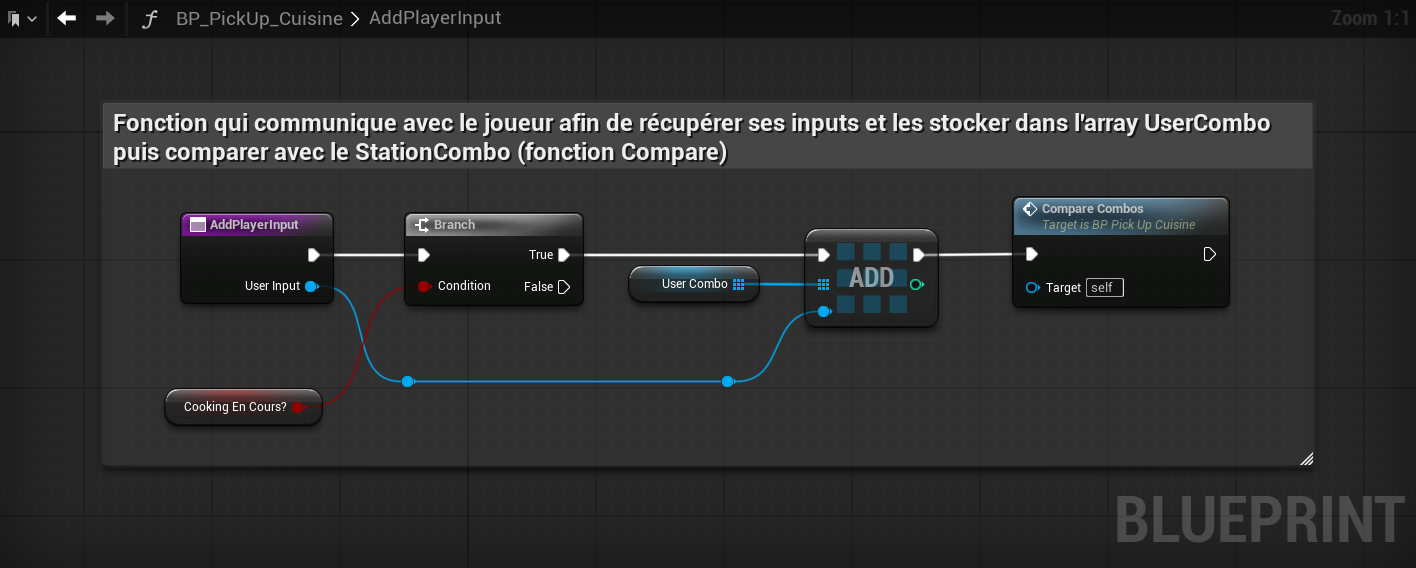 BP_PickUp_Cuisine > AddPlayerInput
Zoom 1:1
Fonction qui communique avec le joueur afin de récupérer ses inputs et les stocker dans l'array UserCombo
puis comparer avec le StationCombo (fonction Compare)
AddPlayerInput
User Input
Branch
True
Condition
False
User Combo
ADD
Compare Combos
Target is BP Pick Up Cuisine
Target self
Cooking En Cours?
BLUEPRINT